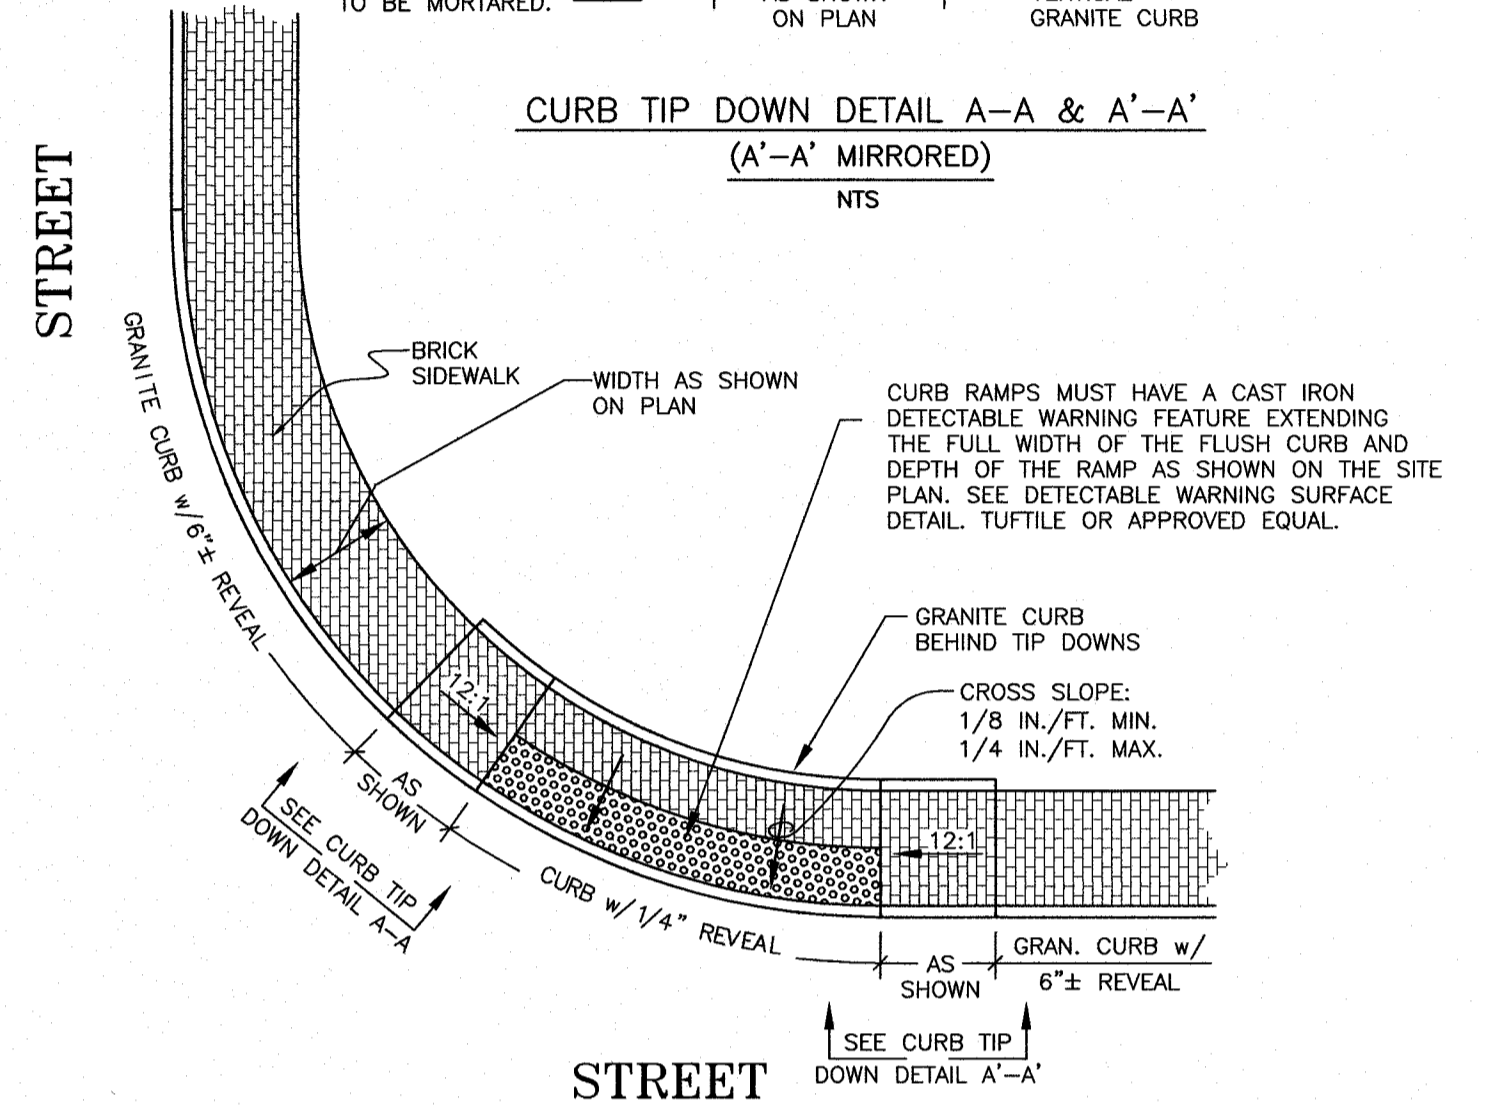 TO BE MORTARED.
ON PLAN
GRANITE CURB
CURB TIP DOWN DETAIL A-A & A'-A'
(A'-A' MIRRORED)
NTS
STREET
GRANITE CURB w/6"± REVEAL
BRICK
SIDEWALK
WIDTH AS SHOWN
ON PLAN
CURB RAMPS MUST HAVE A CAST IRON
DETECTABLE WARNING FEATURE EXTENDING
THE FULL WIDTH OF THE FLUSH CURB AND
DEPTH OF THE RAMP AS SHOWN ON THE SITE
PLAN. SEE DETECTABLE WARNING SURFACE
DETAIL. TUFTILE OR APPROVED EQUAL.
GRANITE CURB
BEHIND TIP DOWNS
CROSS SLOPE:
1/8 IN./FT. MIN.
1/4 IN./FT. MAX.
12:1
12:1
AS
SHOWN
SEE CURB TIP
DOWN DETAIL A-A
CURB w/1/4" REVEAL
AS
SHOWN
GRAN. CURB w/
6"± REVEAL
SEE CURB TIP
DOWN DETAIL A'-A'
STREET